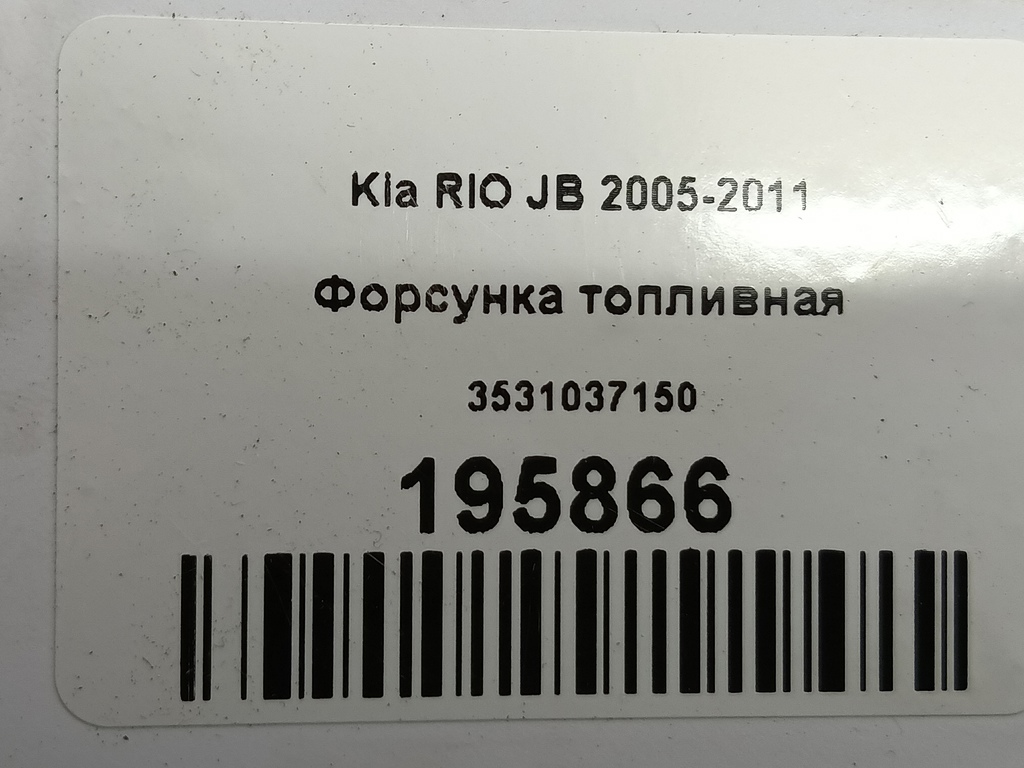 Kia RIO JB 2005-2011
Форсунка топливная
3531037150
195866